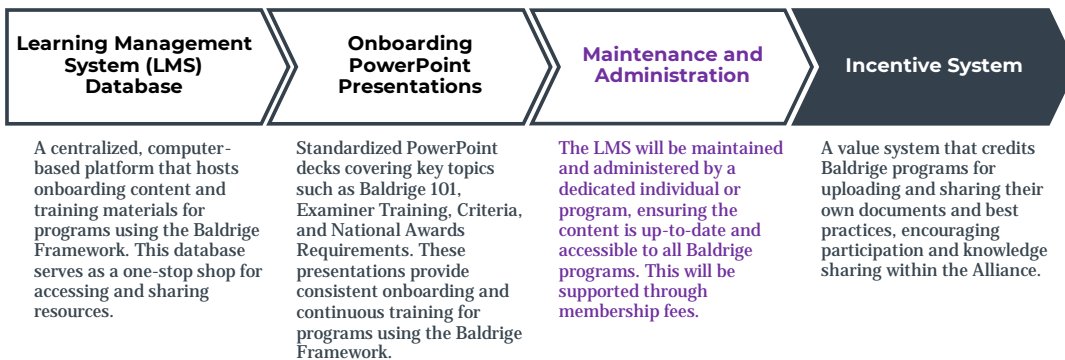 Learning Management
System (LMS)
Database
Onboarding
PowerPoint
Presentations
Maintenance and
Administration
Incentive System
A centralized, computer-
based platform that hosts
onboarding content and
training materials for
programs using the Baldrige
Framework. This database
serves as a one-stop shop for
accessing and sharing
resources.
Standardized PowerPoint
decks covering key topics
such as Baldrige 101,
Examiner Training, Criteria,
and National Awards
Requirements. These
presentations provide
consistent onboarding and
continuous training for
programs using the Baldrige
Framework.
The LMS will be maintained
and administered by a
dedicated individual or
program, ensuring the
content is up-to-date and
accessible to all Baldrige
programs. This will be
supported through
membership fees.
A value system that credits
Baldrige programs for
uploading and sharing their
own documents and best
practices, encouraging
participation and knowledge
sharing within the Alliance.